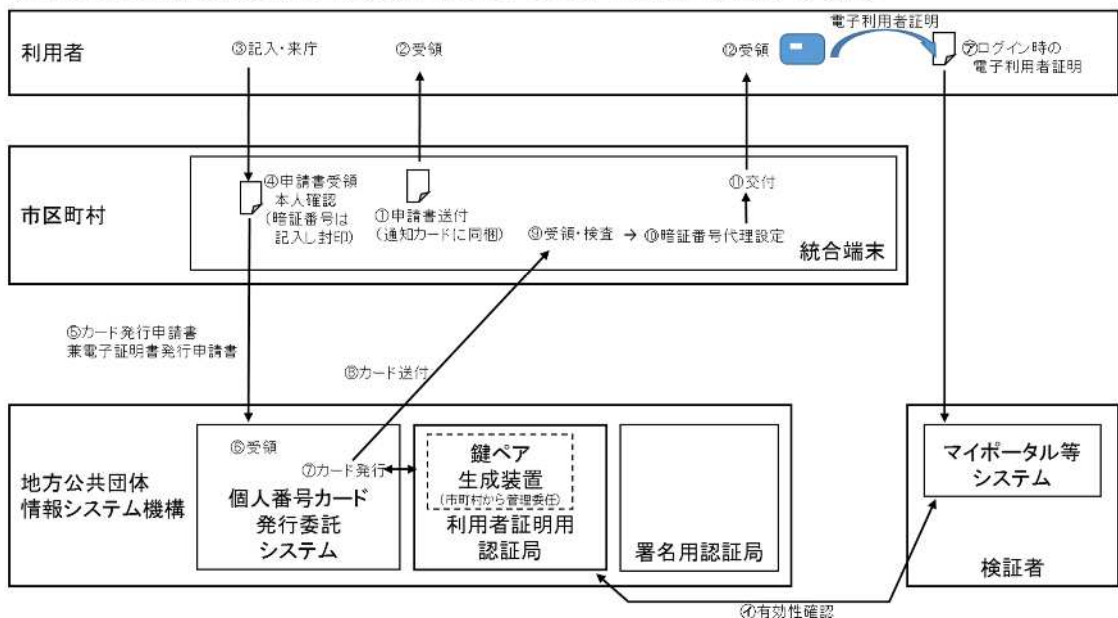 電子利用者証明
利用者
③記入・来庁
②受領
⑫受領
㋐ログイン時の
電子利用者証明
市区町村
④申請書受領
本人確認
(暗証番号は
記入し封印)
①申請書送付
(通知カードに同梱)
⑨受領・検査 → ⑩暗証番号代理設定
⑪交付
統合端末
⑤カード発行申請書
兼電子証明書発行申請書
⑧カード送付
地方公共団体
情報システム機構
⑥受領
⑦カード発行
個人番号カード
発行委託
システム
鍵ペア
生成装置
(市町村から管理委任)
利用者証明用
認証局
署名用認証局
マイポータル等
システム
検証者
㋑有効性確認